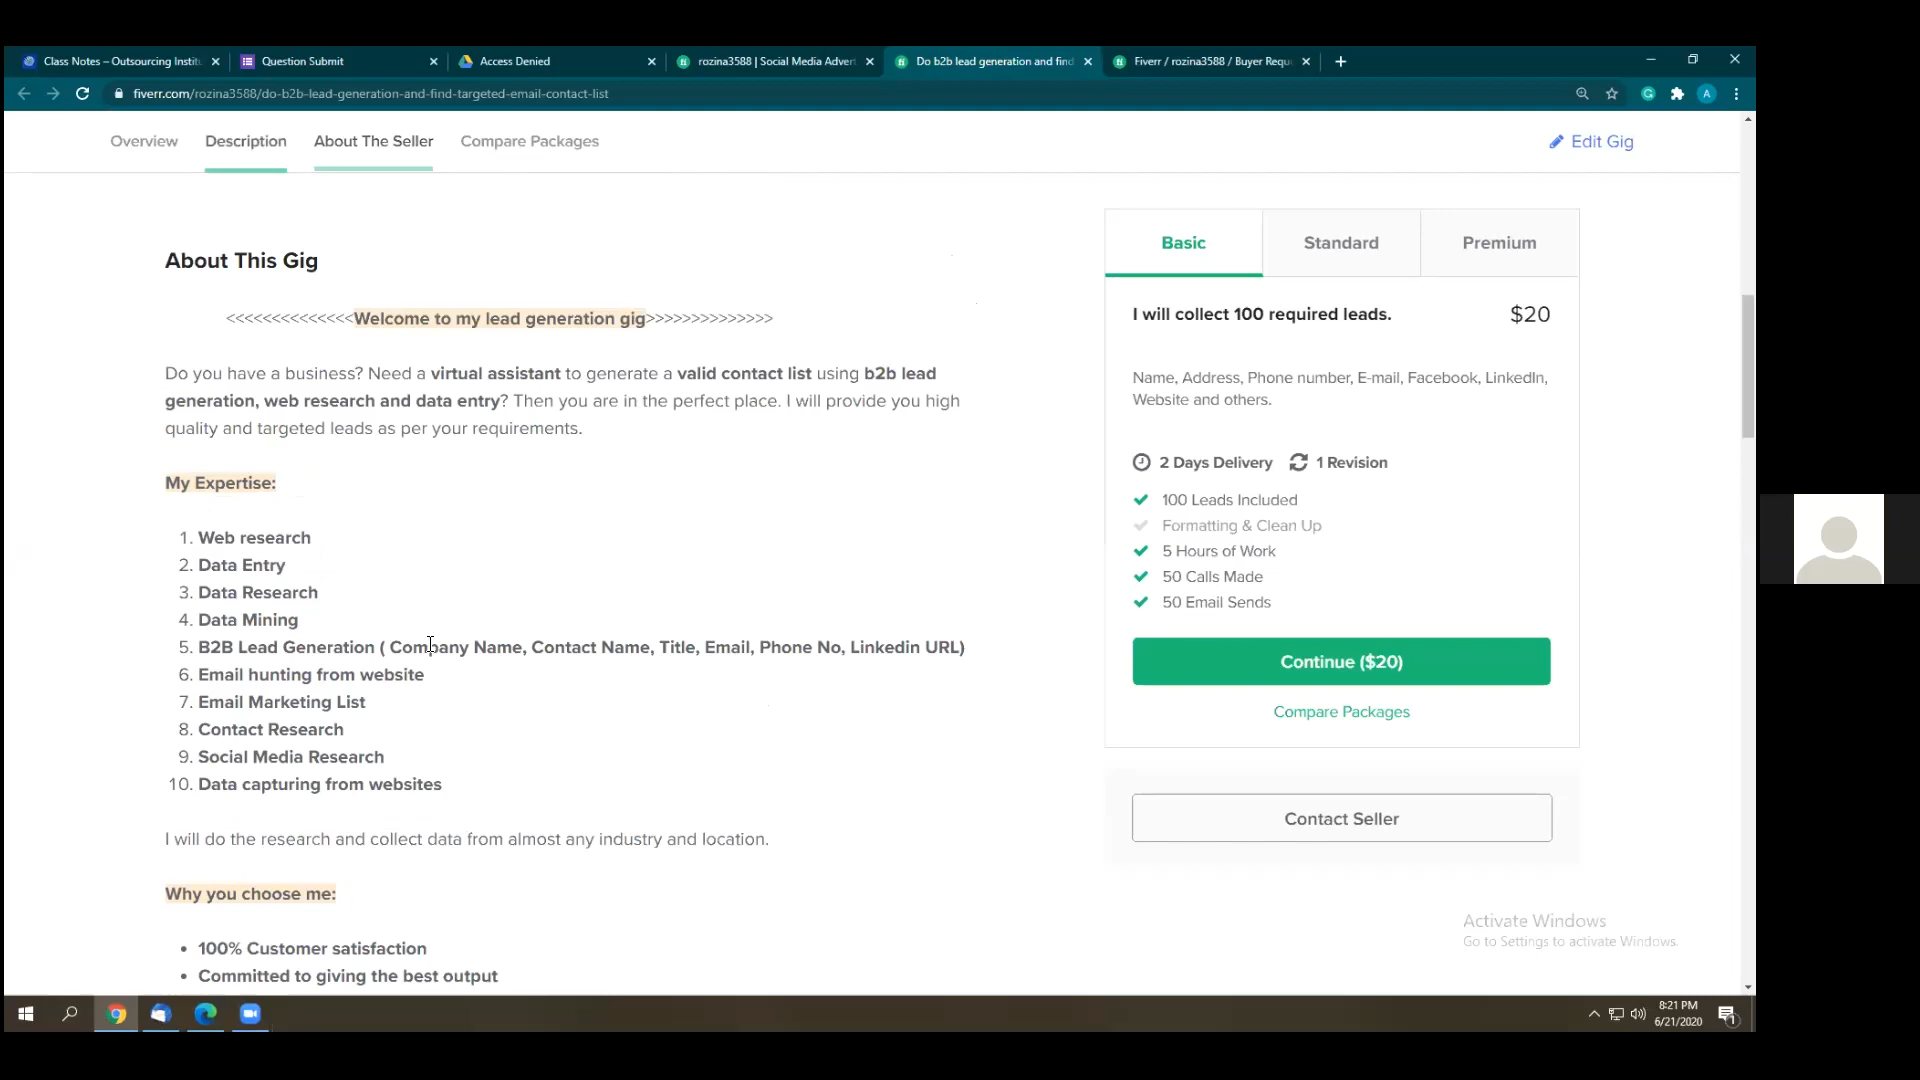 Class Notes – Outsourcing Instit
Question Submit
Access Denied
rozina3588 | Social Media Advert
Do b2b lead generation and find
Fiverr / rozina3588 / Buyer Requ
fiverr.com/rozina3588/do-b2b-lead-generation-and-find-targeted-email-contact-list
A
Overview
Description
About The Seller
Compare Packages
Edit Gig
About This Gig
<<<<<<<<<<<<<<Welcome to my lead generation gig>>>>>>>>>>>>>>
Do you have a business? Need a virtual assistant to generate a valid contact list using b2b lead
generation, web research and data entry? Then you are in the perfect place. I will provide you high
quality and targeted leads as per your requirements.
My Expertise:
1. Web research
2. Data Entry
3. Data Research
4. Data Mining
5. B2B Lead Generation ( Company Name, Contact Name, Title, Email, Phone No, Linkedin URL)
6. Email hunting from website
7. Email Marketing List
8. Contact Research
9. Social Media Research
10. Data capturing from websites
I will do the research and collect data from almost any industry and location.
Why you choose me:
• 100% Customer satisfaction
• Committed to giving the best output
Basic
Standard
Premium
I will collect 100 required leads.
$20
Name, Address, Phone number, E-mail, Facebook, LinkedIn,
Website and others.
2 Days Delivery
1 Revision
100 Leads Included
Formatting & Clean Up
5 Hours of Work
50 Calls Made
50 Email Sends
Continue ($20)
Compare Packages
Contact Seller
Activate Windows
Go to Settings to activate Windows.
8:21 PM
6/21/2020
1